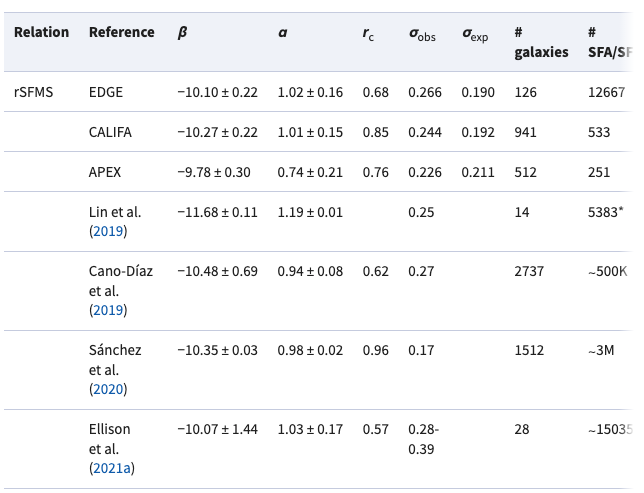 Relation Reference β α rc σobs σexp # galaxies # SFA/SF
rSFMS EDGE −10.10 ± 0.22 1.02 ± 0.16 0.68 0.266 0.190 126 12667
CALIFA −10.27 ± 0.22 1.01 ± 0.15 0.85 0.244 0.192 941 533
APEX −9.78 ± 0.30 0.74 ± 0.21 0.76 0.226 0.211 512 251
Lin et al. −11.68 ± 0.11 1.19 ± 0.01 0.25 14 5383*
(2019)
Cano-Díaz −10.48 ± 0.69 0.94 ± 0.08 0.62 0.27 2737 ~500K
et al.
(2019)
Sánchez −10.35 ± 0.03 0.98 ± 0.02 0.96 0.17 1512 ~3M
et al.
(2020)
Ellison −10.07 ± 1.44 1.03 ± 0.17 0.57 0.28- 28 ~15035
et al. 0.39
(2021a)